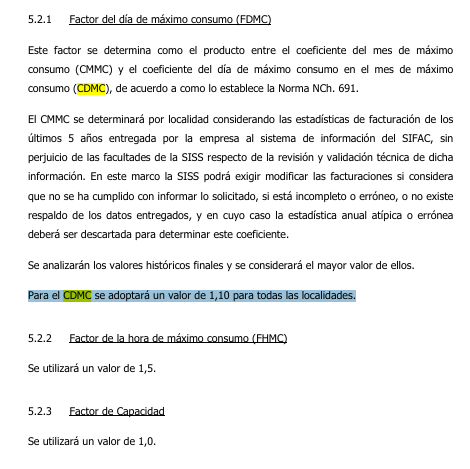 5.2.1 Factor del día de máximo consumo (FDMC)
Este factor se determina como el producto entre el coeficiente del mes de máximo
consumo (CMMC) y el coeficiente del día de máximo consumo en el mes de máximo
consumo (CDMC), de acuerdo a como lo establece la Norma NCh. 691.
El CMMC se determinará por localidad considerando las estadísticas de facturación de los
últimos 5 años entregada por la empresa al sistema de información del SIFAC, sin
perjuicio de las facultades de la SISS respecto de la revisión y validación técnica de dicha
información. En este marco la SISS podrá exigir modificar las facturaciones si considera
que no se ha cumplido con informar lo solicitado, si está incompleto o erróneo, o no existe
respaldo de los datos entregados, y en cuyo caso la estadística anual atípica o errónea
deberá ser descartada para determinar este coeficiente.
Se analizarán los valores históricos finales y se considerará el mayor valor de ellos.
Para el CDMC se adoptará un valor de 1,10 para todas las localidades.
5.2.2 Factor de la hora de máximo consumo (FHMC)
Se utilizará un valor de 1,5.
5.2.3 Factor de Capacidad
Se utilizará un valor de 1,0.